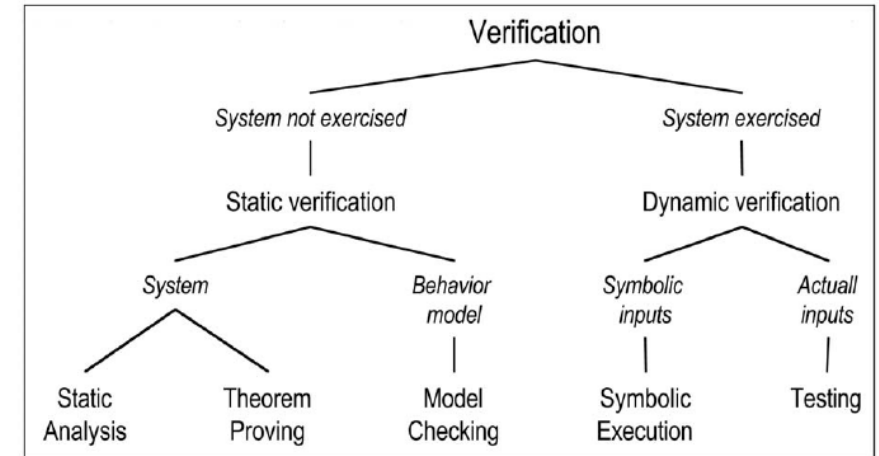 Verification
System not exercised
System exercised
Static verification
Dynamic verification
System
Behavior
model
Symbolic
inputs
Actuall
inputs
Static
Analysis
Theorem
Proving
Model
Checking
Symbolic
Execution
Testing